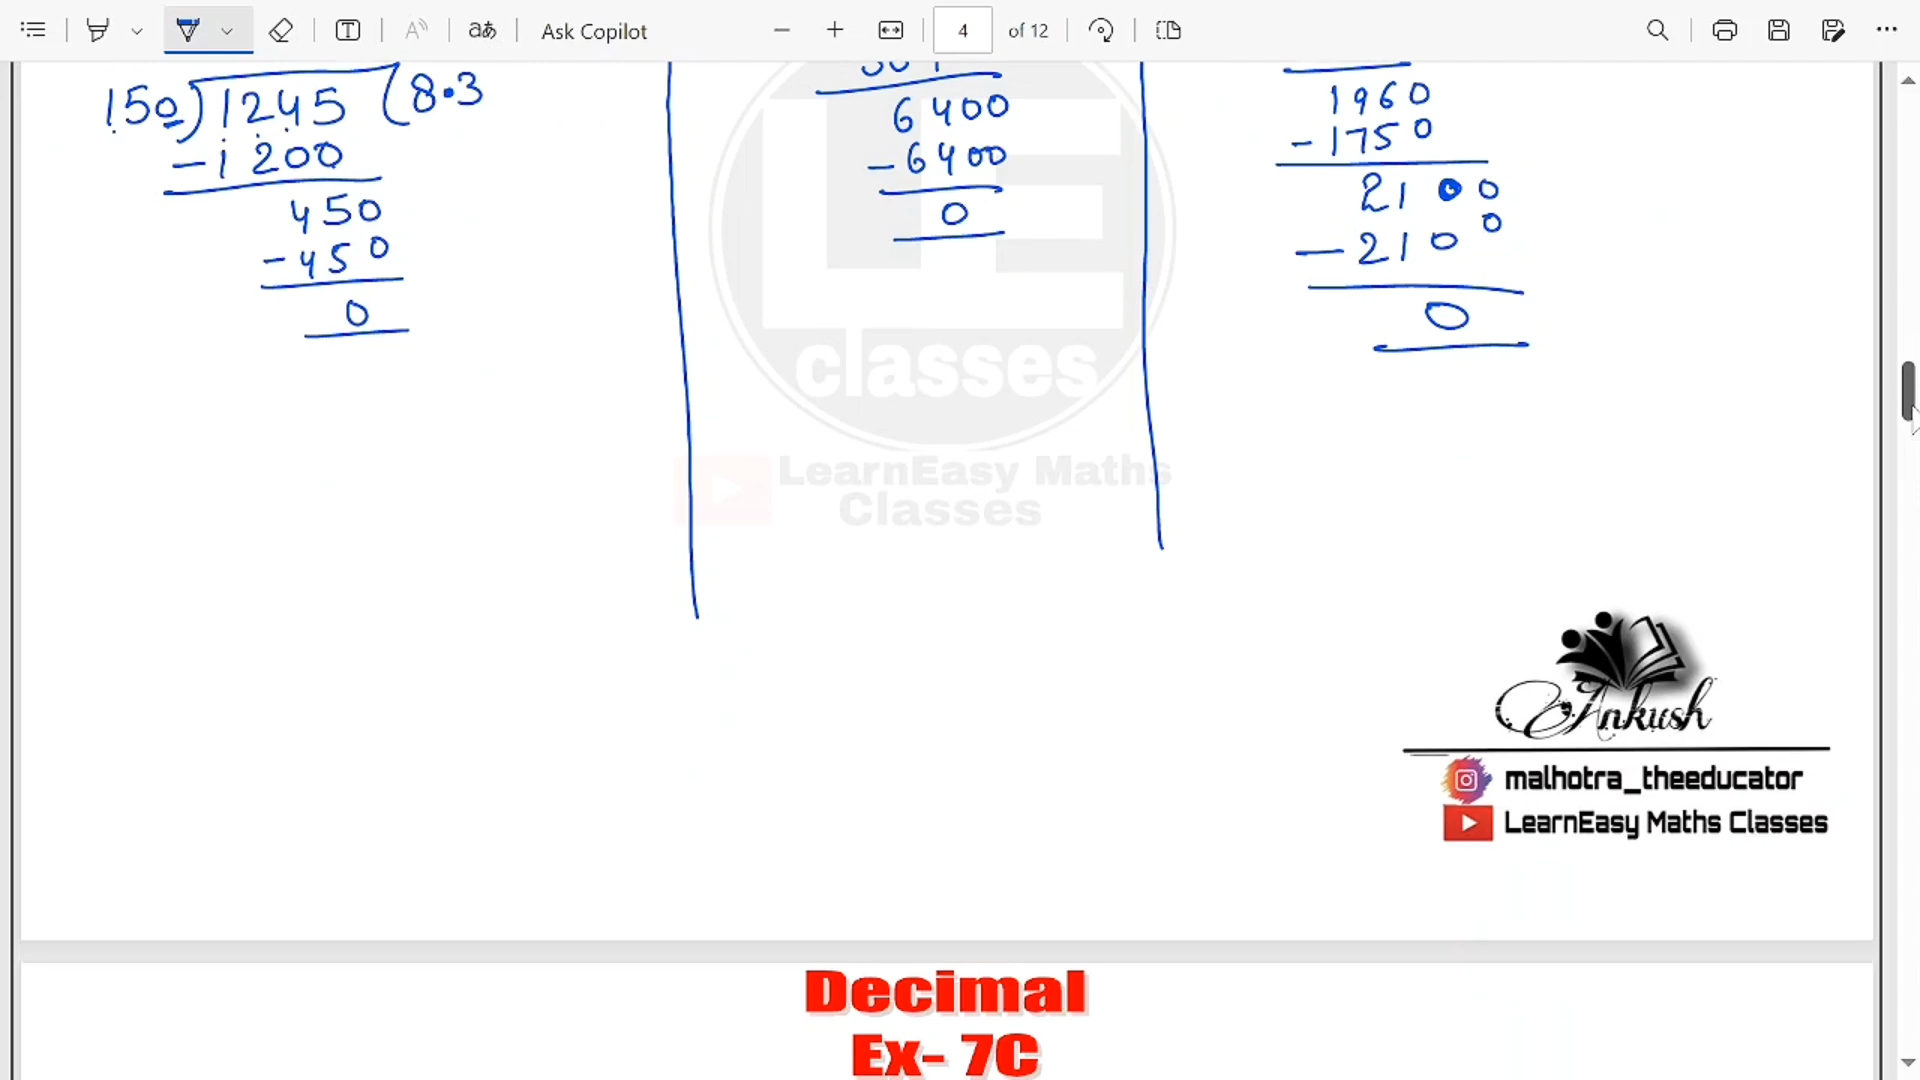 Ask Copilot
4 of 12
150)1245(8.3
-1200
450
-450
0
6400
-6400
0
1960
-1750
2100
-2100
0
classes
LearnEasy Maths
Classes
Ankush
malhotra_theeducator
LearnEasy Maths Classes
Decimal
Ex- 7C